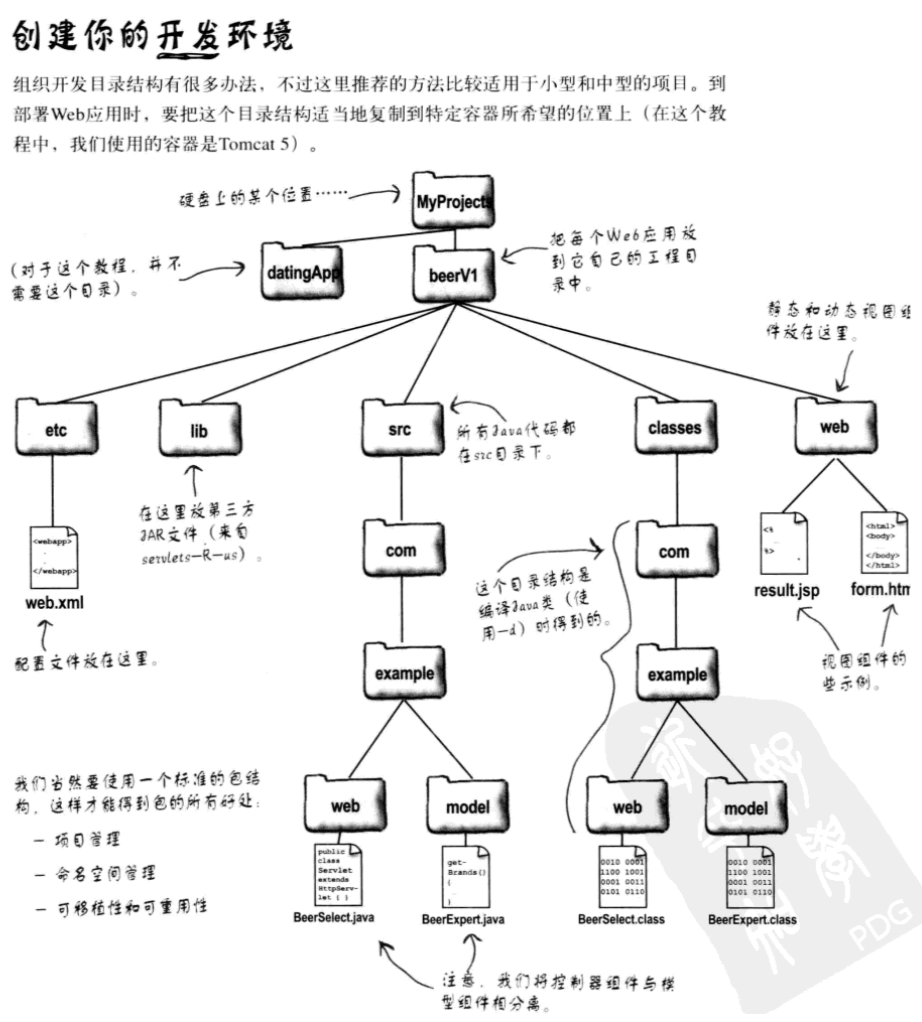 创建你的开发环境
组织开发目录结构有很多办法，不过这里推荐的方法比较适用于小型和中型的项目。到
部署Web应用时，要把这个目录结构适当地复制到特定容器所希望的位置上（在这个教
程中，我们使用的容器是Tomcat 5）。
硬盘上的某个位置……
MyProjects
（对于这个教程，并不
需要这个目录）。
datingApp
beerV1
把每个Web应用放
到它自己的工程目
录中。
静态和动态视图组
件放在这里。
etc
lib
src
所有Java代码都
在src目录下。
classes
web
在这里放第三方
JAR文件（来自
servlets-R-us）。
<webapp>
</webapp>
web.xml
配置文件放在这里。
com
这个目录结构是
编译Java类（使
用-d）时得到的。
com
<%
%>
result.jsp
<html>
<body>
</body>
</html>
form.htm
视图组件的
些示例。
example
example
我们当然要使用一个标准的包结
构，这样才能得到包的所有好处：
- 项目管理
- 命名空间管理
- 可移植性和可重用性
web
model
web
model
public
class
Servlet
extends
HttpServ-
let { }
BeerSelect.java
get-
Brands()
{
}
BeerExpert.java
0010 0001
1100 1001
0001 0011
0101 0110
BeerSelect.class
0010 0001
1100 1001
0001 0011
0101 0110
BeerExpert.class
注意，我们将控制器组件与模
型组件相分离。
PDG